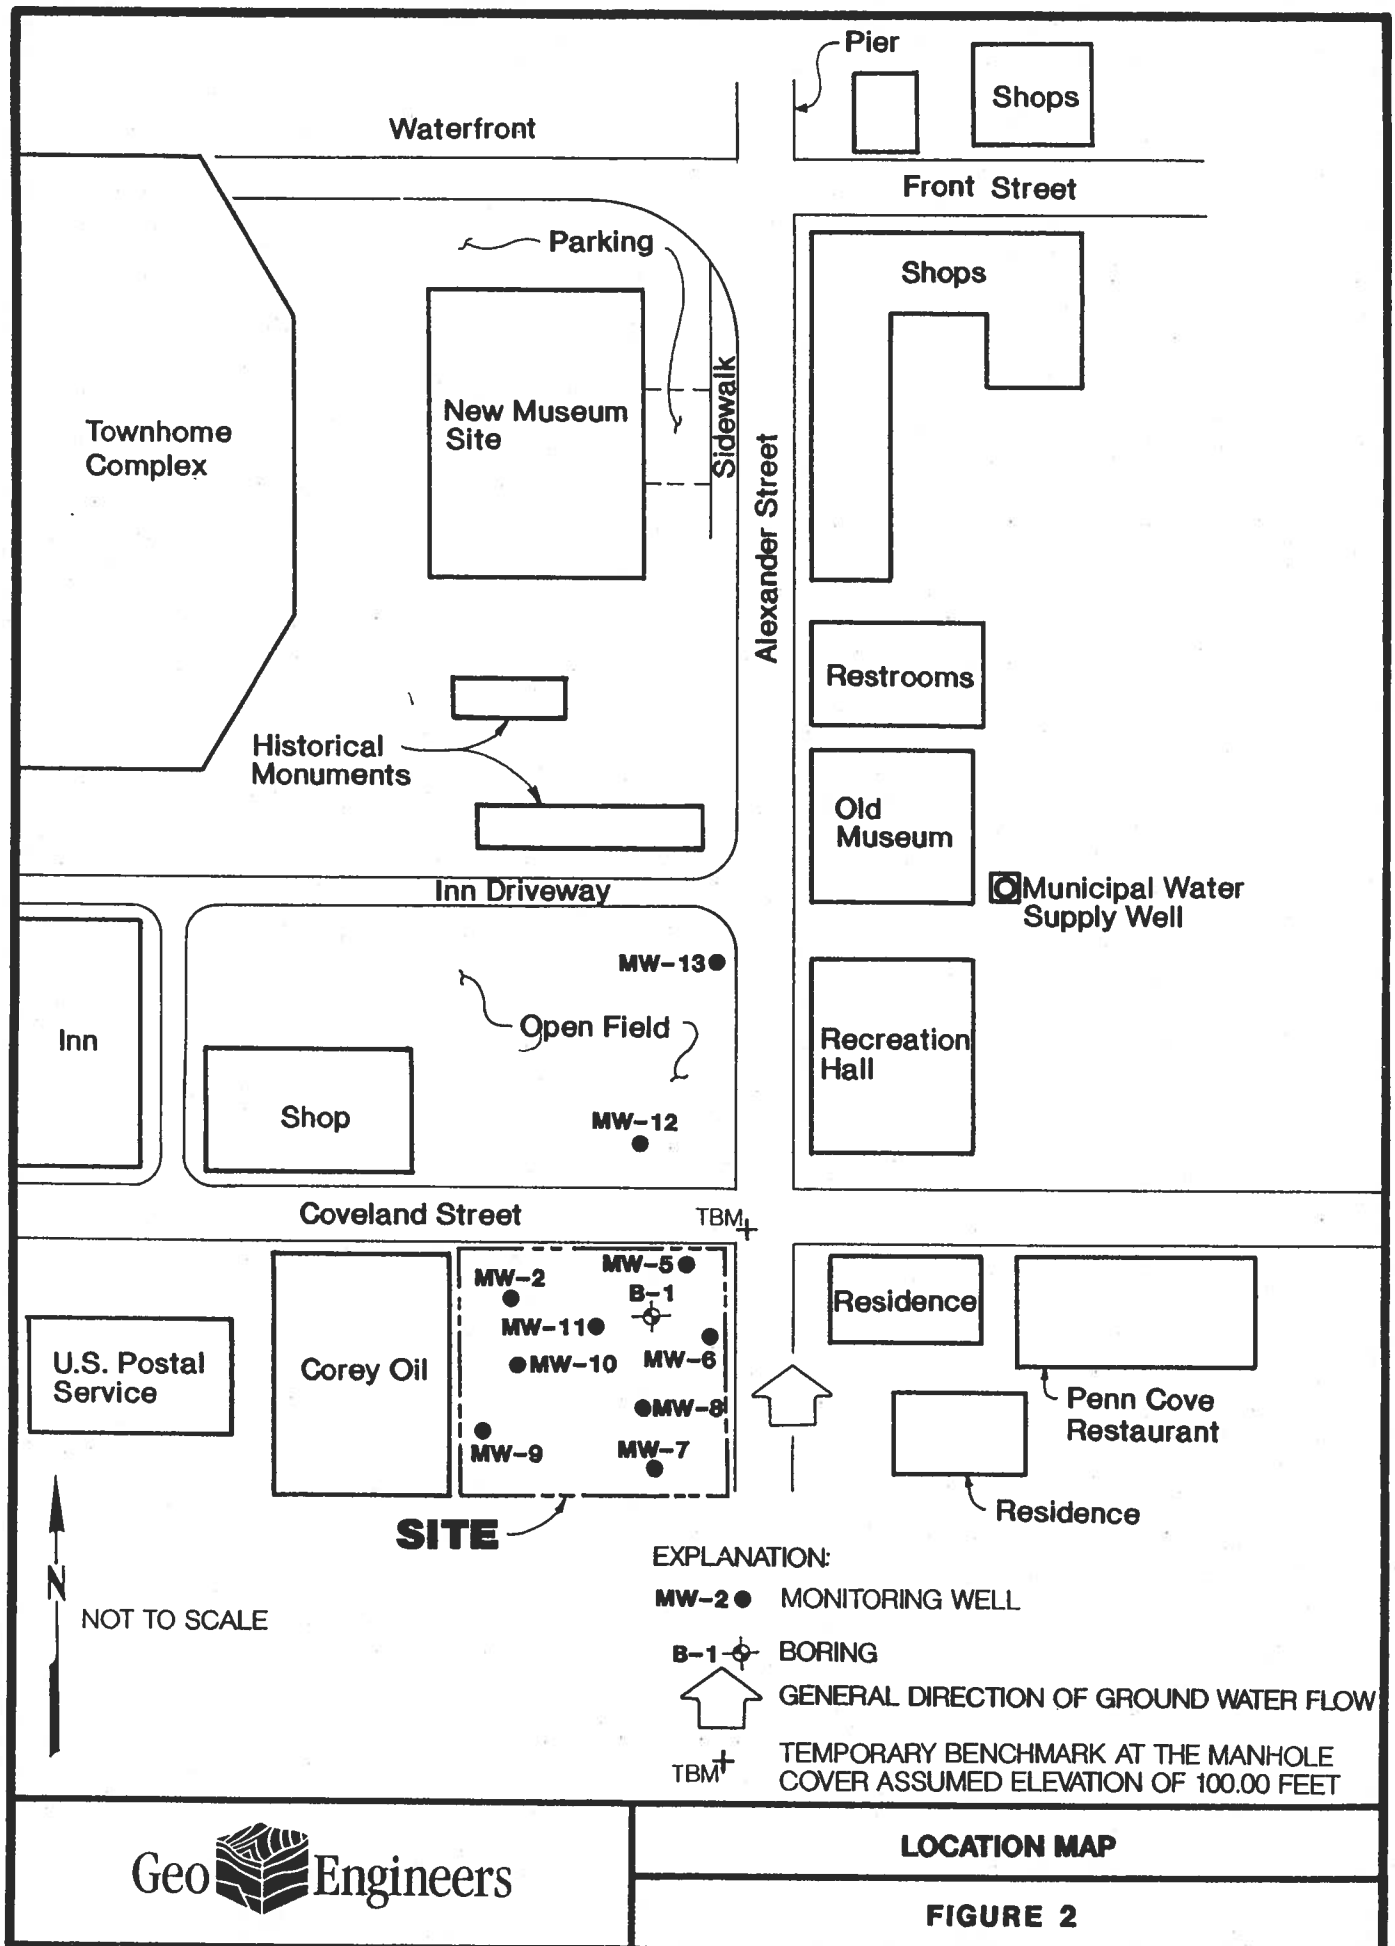 Pier
Shops
Waterfront
Front Street
Parking
Shops
New Museum
Site
Sidewalk
Townhome
Complex
Alexander Street
Restrooms
Historical
Monuments
Old
Museum
Inn Driveway
Municipal Water
Supply Well
MW-13
Open Field
Inn
Recreation
Hall
Shop
MW-12
Coveland Street
TBM
MW-5
MW-2
B-1
MW-11
MW-10
MW-6
MW-8
MW-9
MW-7
Residence
U.S. Postal
Service
Corey Oil
Penn Cove
Restaurant
Residence
SITE
N
NOT TO SCALE
EXPLANATION:
MW-2 MONITORING WELL
B-1 BORING
GENERAL DIRECTION OF GROUND WATER FLOW
TBM TEMPORARY BENCHMARK AT THE MANHOLE
COVER ASSUMED ELEVATION OF 100.00 FEET
Geo Engineers
LOCATION MAP
FIGURE 2